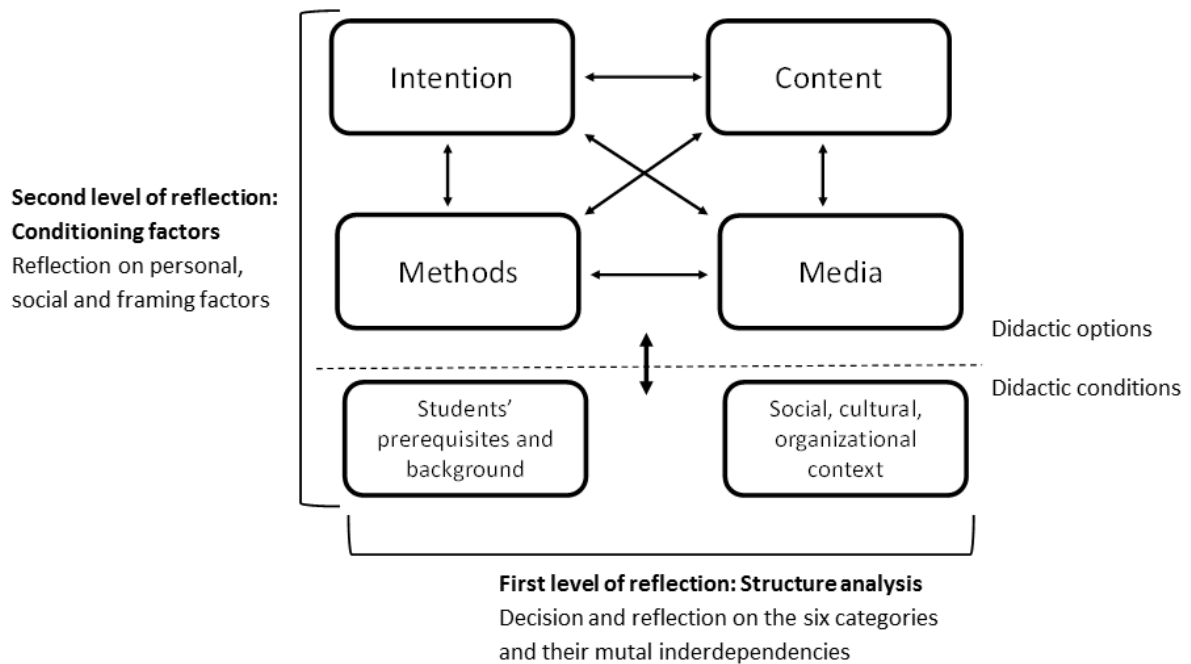 Intention
Content
Second level of reflection:
Conditioning factors
Reflection on personal,
social and framing factors
Methods
Media
Didactic options
Didactic conditions
Students’
prerequisites and
background
Social, cultural,
organizational
context
First level of reflection: Structure analysis
Decision and reflection on the six categories
and their mutal inderdependencies